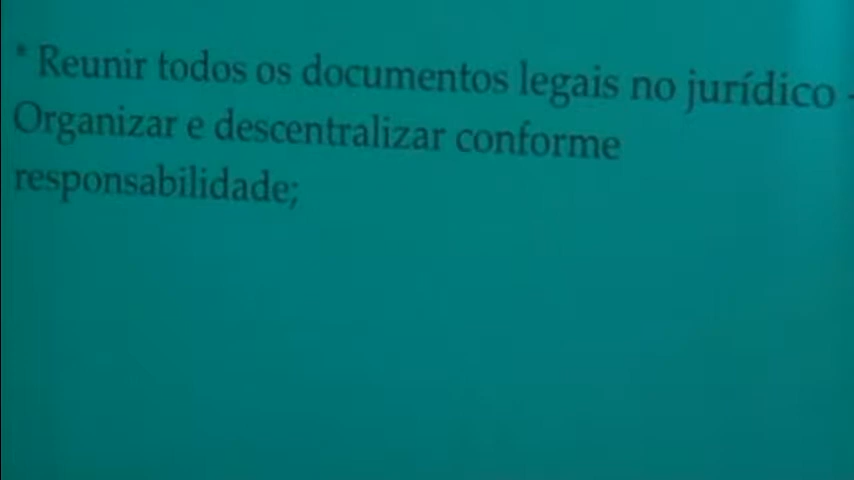 * Reunir todos os documentos legais no jurídico -
Organizar e descentralizar conforme
responsabilidade;